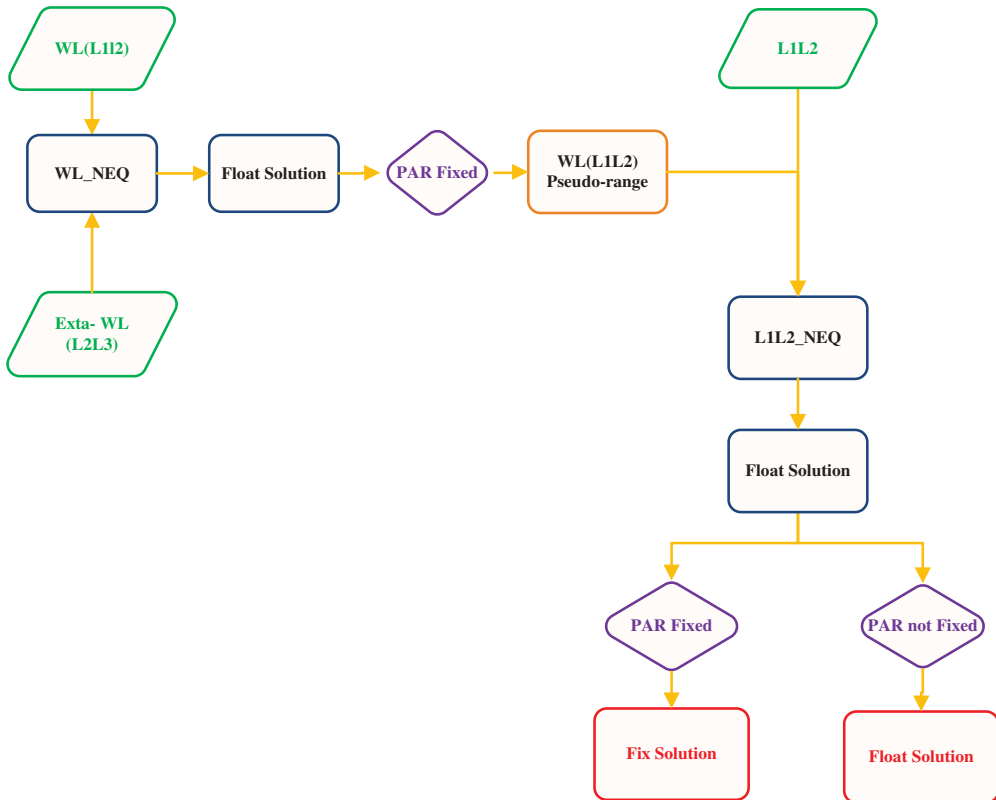 WL(L1l2)
L1L2
WL_NEQ
Float Solution
PAR Fixed
WL(L1L2)
Pseudo-range
Exta- WL
(L2L3)
L1L2_NEQ
Float Solution
PAR Fixed
PAR not Fixed
Fix Solution
Float Solution